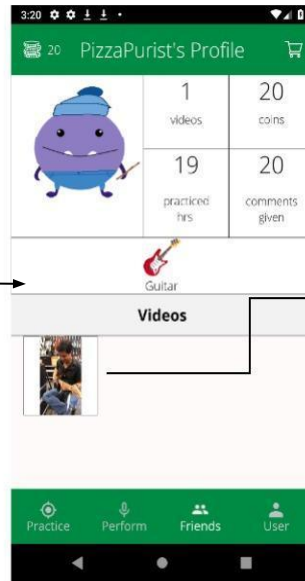 3:20
20 PizzaPurist's Profile
1 20
videos coins
19 20
practiced comments
hrs given
Guitar
Videos
Practice Perform Friends User